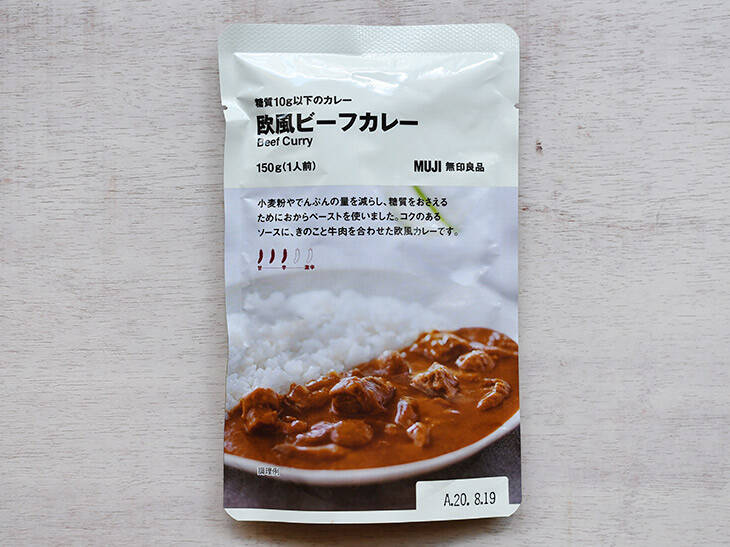 糖質10g以下のカレー
欧風ビーフカレー
Beef Curry
150g(1人前)
MUJI 無印良品
小麦粉やでんぷんの量を減らし、糖質をおさえる
ためにおからペーストを使いました。コクのある
ソースに、きのこと牛肉を合わせた欧風カレーです。
甘 辛 激辛
調理例
A.20. 8.19